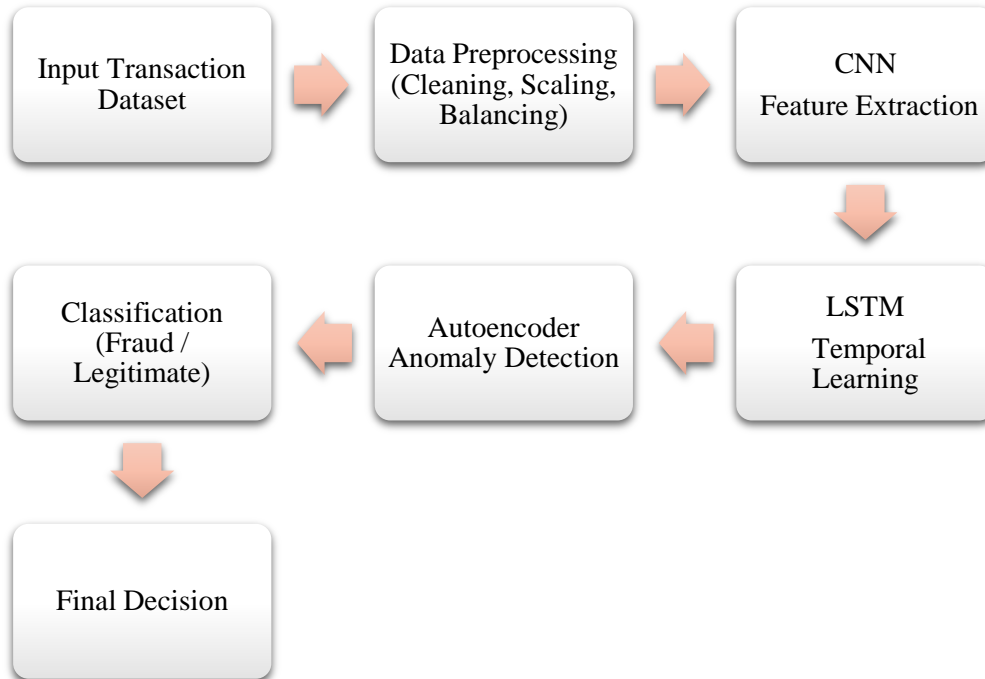 Input Transaction
Dataset
Data Preprocessing
(Cleaning, Scaling,
Balancing)
CNN
Feature Extraction
LSTM
Temporal
Learning
Autoencoder
Anomaly Detection
Classification
(Fraud /
Legitimate)
Final Decision